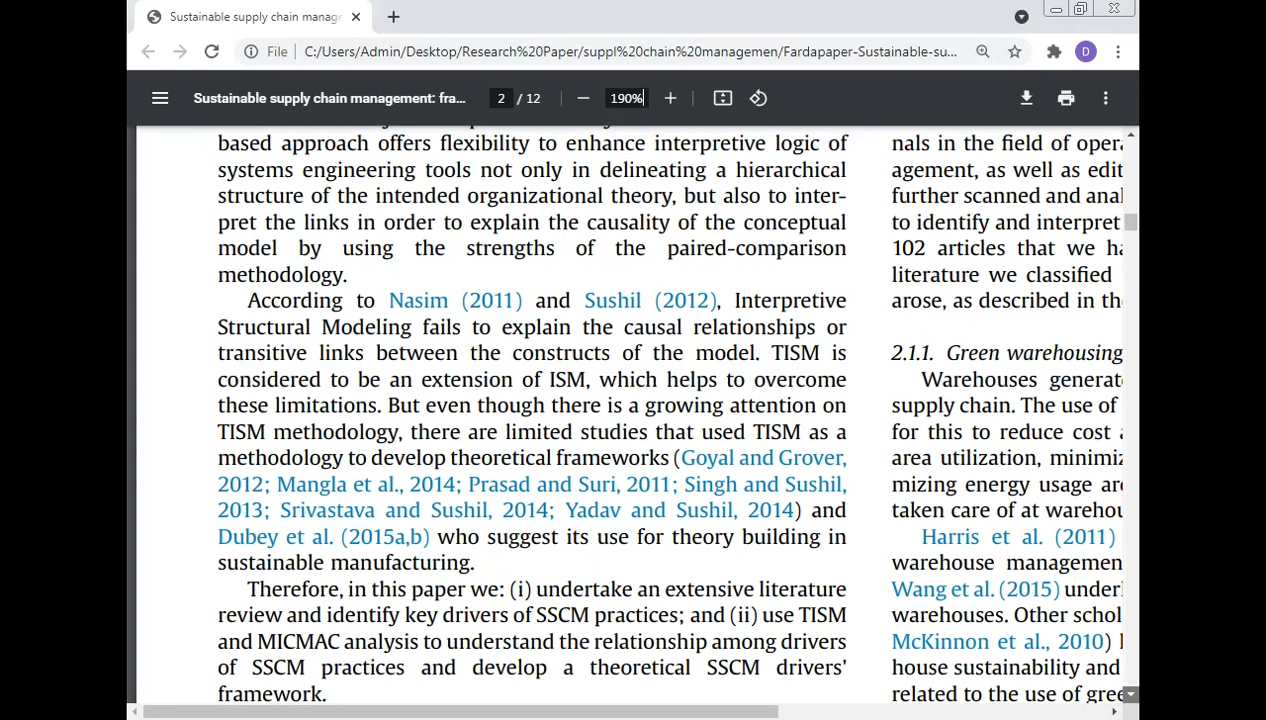 Sustainable supply chain manage
File
C:/Users/Admin/Desktop/Research%20Paper/suppl%20chain%20managemen/Fardapaper-Sustainable-su...
D
Sustainable supply chain management: fra...
2 / 12
190%
based approach offers flexibility to enhance interpretive logic of
systems engineering tools not only in delineating a hierarchical
structure of the intended organizational theory, but also to inter-
pret the links in order to explain the causality of the conceptual
model by using the strengths of the paired-comparison
methodology.
According to Nasim (2011) and Sushil (2012), Interpretive
Structural Modeling fails to explain the causal relationships or
transitive links between the constructs of the model. TISM is
considered to be an extension of ISM, which helps to overcome
these limitations. But even though there is a growing attention on
TISM methodology, there are limited studies that used TISM as a
methodology to develop theoretical frameworks (Goyal and Grover,
2012; Mangla et al., 2014; Prasad and Suri, 2011; Singh and Sushil,
2013; Srivastava and Sushil, 2014; Yadav and Sushil, 2014) and
Dubey et al. (2015a,b) who suggest its use for theory building in
sustainable manufacturing.
Therefore, in this paper we: (i) undertake an extensive literature
review and identify key drivers of SSCM practices; and (ii) use TISM
and MICMAC analysis to understand the relationship among drivers
of SSCM practices and develop a theoretical SSCM drivers'
framework.
nals in the field of opera
agement, as well as edit
further scanned and anal
to identify and interpret
102 articles that we ha
literature we classified
arose, as described in th
2.1.1. Green warehousing
Warehouses generat
supply chain. The use of
for this to reduce cost
area utilization, minimiz
mizing energy usage are
taken care of at warehou
Harris et al. (2011)
warehouse managemen
Wang et al. (2015) under
warehouses. Other schol
McKinnon et al., 2010)
house sustainability and
related to the use of gree